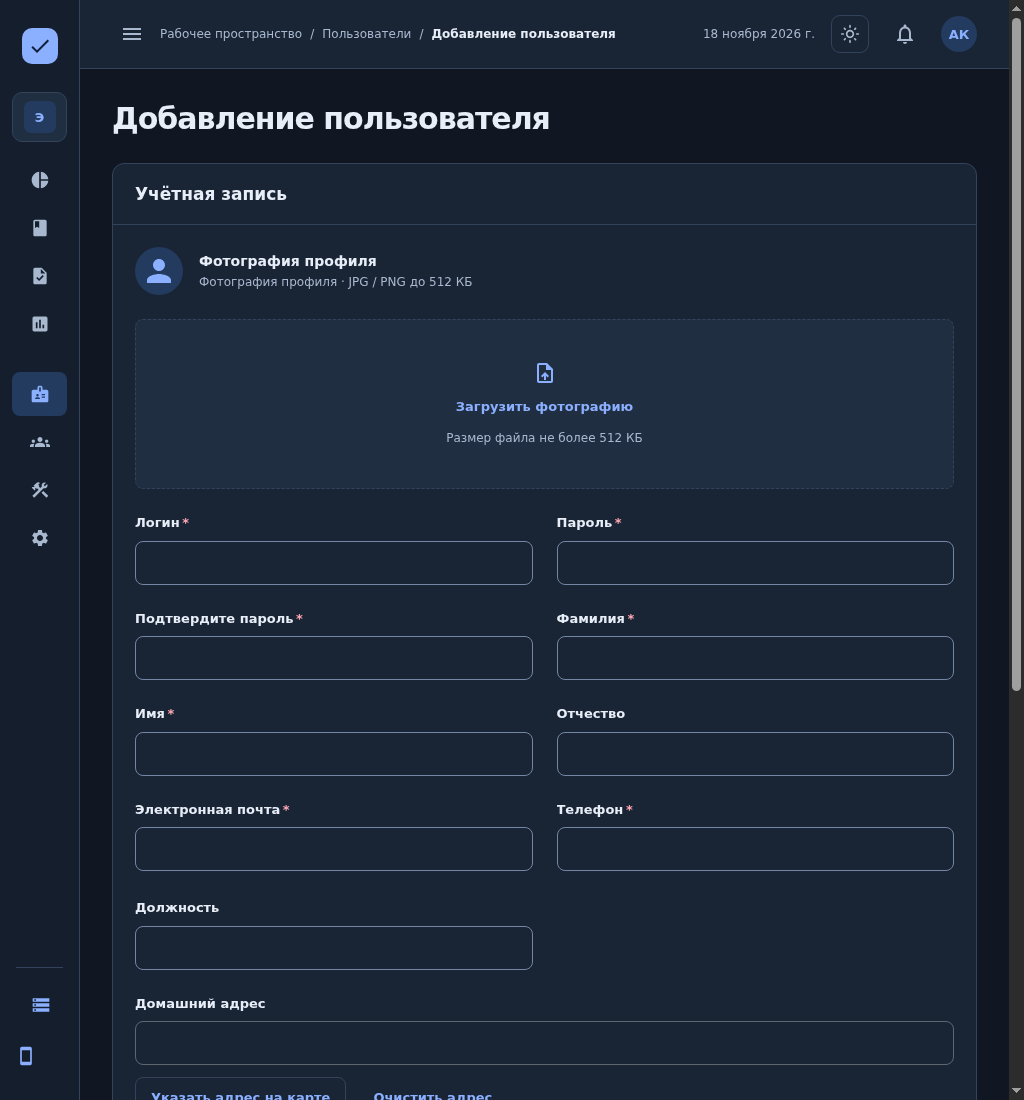 Рабочее пространство / Пользователи / Добавление пользователя
18 ноября 2026 г.
АК
Э
Добавление пользователя
Учётная запись
Фотография профиля
Фотография профиля · JPG / PNG до 512 КБ
Загрузить фотографию
Размер файла не более 512 КБ
Логин *
Пароль *
Подтвердите пароль *
Фамилия *
Имя *
Отчество
Электронная почта *
Телефон *
Должность
Домашний адрес
Указать адрес на карте
Очистить адрес